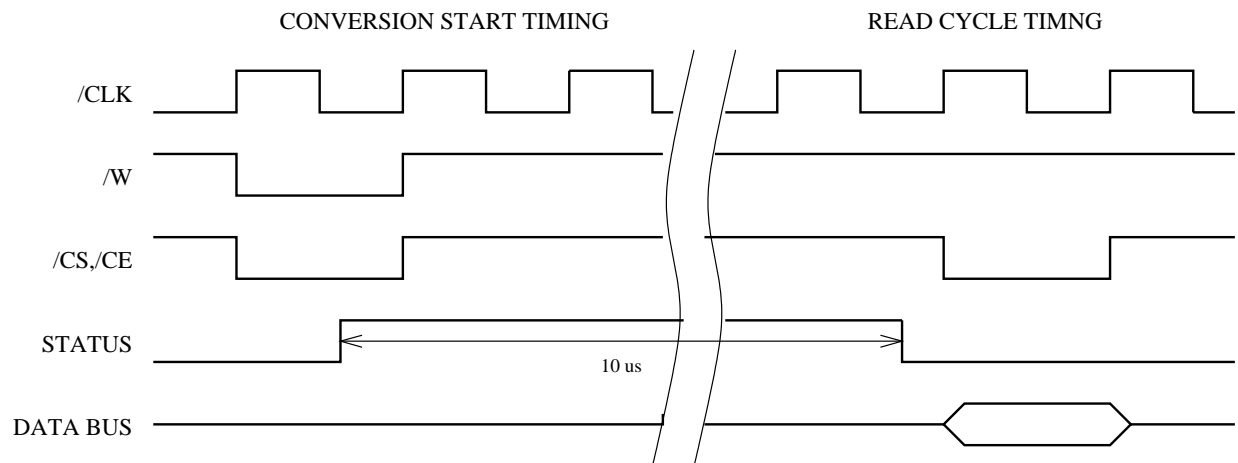 CONVERSION START TIMING
READ CYCLE TIMNG
/CLK
/W
/CS,/CE
STATUS
10 us
DATA BUS